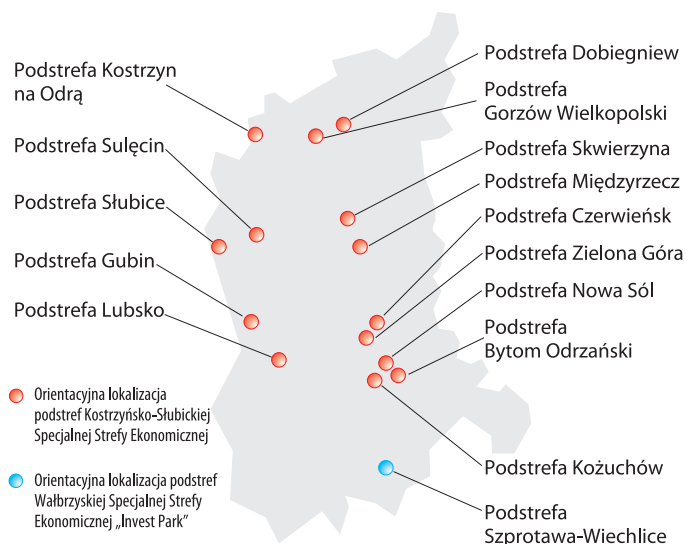 Podstrefa Kostrzyn
na Odrą
Podstrefa Sulęcin
Podstrefa Słubice
Podstrefa Gubin
Podstrefa Lubsko
Podstrefa Dobiegniew
Podstrefa
Gorzów Wielkopolski
Podstrefa Skwierzyna
Podstrefa Międzyrzecz
Podstrefa Czerwieńsk
Podstrefa Zielona Góra
Podstrefa Nowa Sól
Podstrefa
Bytom Odrzański
Podstrefa Kożuchów
Podstrefa
Szprotawa-Wiechlice
Orientacyjna lokalizacja
podstref Kostrzyńsko-Słubickiej
Specjalnej Strefy Ekonomicznej
Orientacyjna lokalizacja podstref
Wałbrzyskiej Specjalnej Strefy
Ekonomicznej „Invest Park”